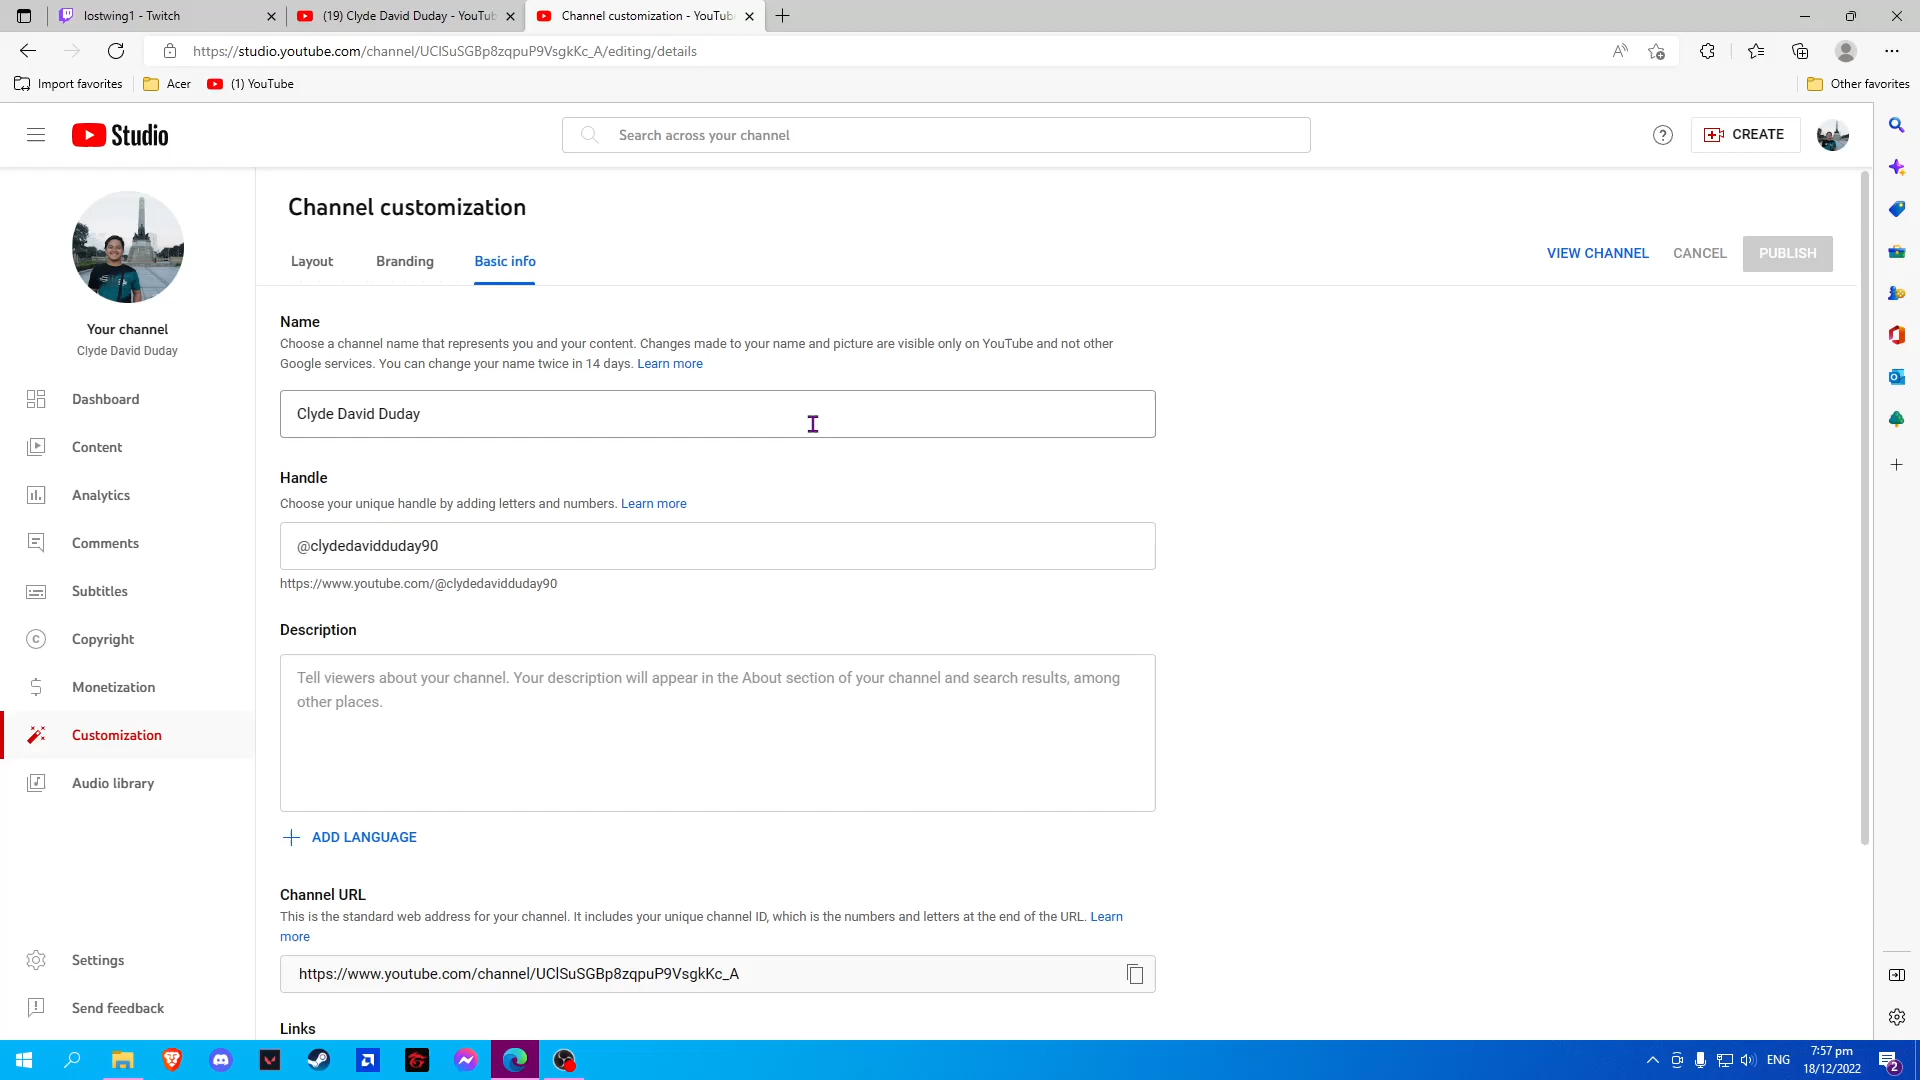 lostwing1 - Twitch
(19) Clyde David Duday - YouTub
Channel customization - YouTub
https://studio.youtube.com/channel/UClSuSGBp8zqpuP9VsgkKc_A/editing/details
Import favorites
Acer
(1) YouTube
Other favorites
Studio
Search across your channel
CREATE
Channel customization
Layout
Branding
Basic info
VIEW CHANNEL
CANCEL
PUBLISH
Your channel
Clyde David Duday
Dashboard
Content
Analytics
Comments
Subtitles
Copyright
Monetization
Customization
Audio library
Settings
Send feedback
Name
Choose a channel name that represents you and your content. Changes made to your name and picture are visible only on YouTube and not other
Google services. You can change your name twice in 14 days. Learn more
Clyde David Duday
Handle
Choose your unique handle by adding letters and numbers. Learn more
@clydedavidduday90
https://www.youtube.com/@clydedavidduday90
Description
Tell viewers about your channel. Your description will appear in the About section of your channel and search results, among
other places.
ADD LANGUAGE
Channel URL
This is the standard web address for your channel. It includes your unique channel ID, which is the numbers and letters at the end of the URL. Learn
more
https://www.youtube.com/channel/UClSuSGBp8zqpuP9VsgkKc_A
Links
ENG
7:57 pm
18/12/2022
2